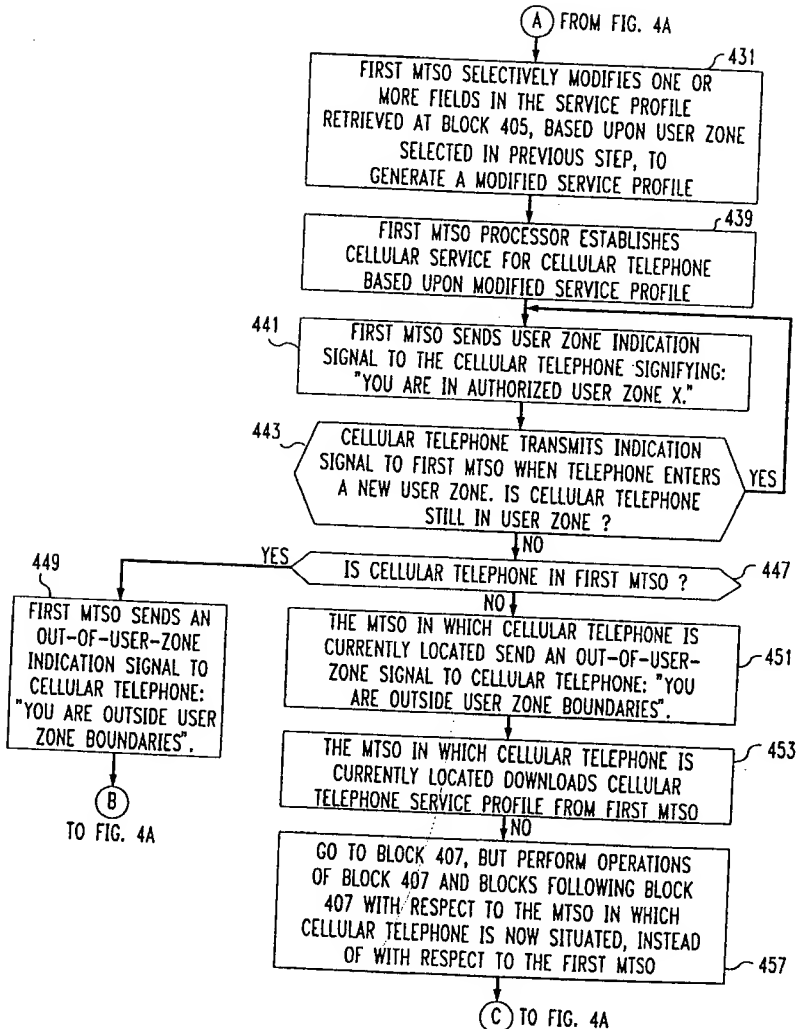 A FROM FIG. 4A
431
FIRST MTSO SELECTIVELY MODIFIES ONE OR
MORE FIELDS IN THE SERVICE PROFILE
RETRIEVED AT BLOCK 405, BASED UPON USER ZONE
SELECTED IN PREVIOUS STEP, TO
GENERATE A MODIFIED SERVICE PROFILE
439
FIRST MTSO PROCESSOR ESTABLISHES
CELLULAR SERVICE FOR CELLULAR TELEPHONE
BASED UPON MODIFIED SERVICE PROFILE
441
FIRST MTSO SENDS USER ZONE INDICATION
SIGNAL TO THE CELLULAR TELEPHONE SIGNIFYING:
"YOU ARE IN AUTHORIZED USER ZONE X."
443
CELLULAR TELEPHONE TRANSMITS INDICATION
SIGNAL TO FIRST MTSO WHEN TELEPHONE ENTERS
A NEW USER ZONE. IS CELLULAR TELEPHONE
STILL IN USER ZONE ?
YES
NO
IS CELLULAR TELEPHONE IN FIRST MTSO ?
447
YES
NO
449
FIRST MTSO SENDS AN
OUT-OF-USER-ZONE
INDICATION SIGNAL TO
CELLULAR TELEPHONE:
"YOU ARE OUTSIDE USER
ZONE BOUNDARIES".
B
TO FIG. 4A
THE MTSO IN WHICH CELLULAR TELEPHONE IS
CURRENTLY LOCATED SEND AN OUT-OF-USER-
ZONE SIGNAL TO CELLULAR TELEPHONE: "YOU
ARE OUTSIDE USER ZONE BOUNDARIES".
451
THE MTSO IN WHICH CELLULAR TELEPHONE IS
CURRENTLY LOCATED DOWNLOADS CELLULAR
TELEPHONE SERVICE PROFILE FROM FIRST MTSO
453
NO
GO TO BLOCK 407, BUT PERFORM OPERATIONS
OF BLOCK 407 AND BLOCKS FOLLOWING BLOCK
407 WITH RESPECT TO THE MTSO IN WHICH
CELLULAR TELEPHONE IS NOW SITUATED, INSTEAD
OF WITH RESPECT TO THE FIRST MTSO
457
C TO FIG. 4A